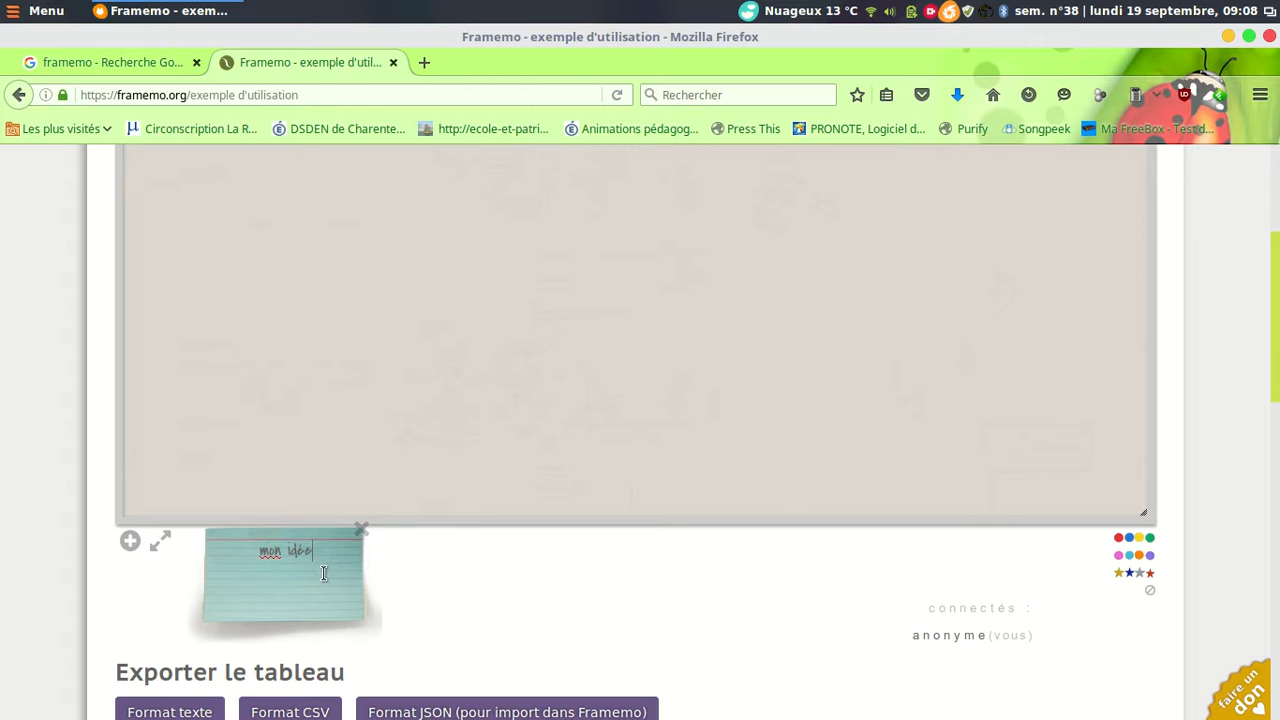 Menu
Framemo - exem...
Nuageux 13 °C
sem. n°38 | lundi 19 septembre, 09:08
Framemo - exemple d'utilisation - Mozilla Firefox
framemo - Recherche Go...
Framemo - exemple d'util...
https://framemo.org/exemple d'utilisation
Rechercher
Les plus visités
Circonscription La R...
DSDEN de Charente...
http://ecole-et-patri...
Animations pédagog...
Press This
PRONOTE, Logiciel d...
Purify
Songpeek
Ma FreeBox - Test d...
mon idée
connectés :
anonyme(vous)
Exporter le tableau
Format texte
Format CSV
Format JSON (pour import dans Framemo)
faire un
don